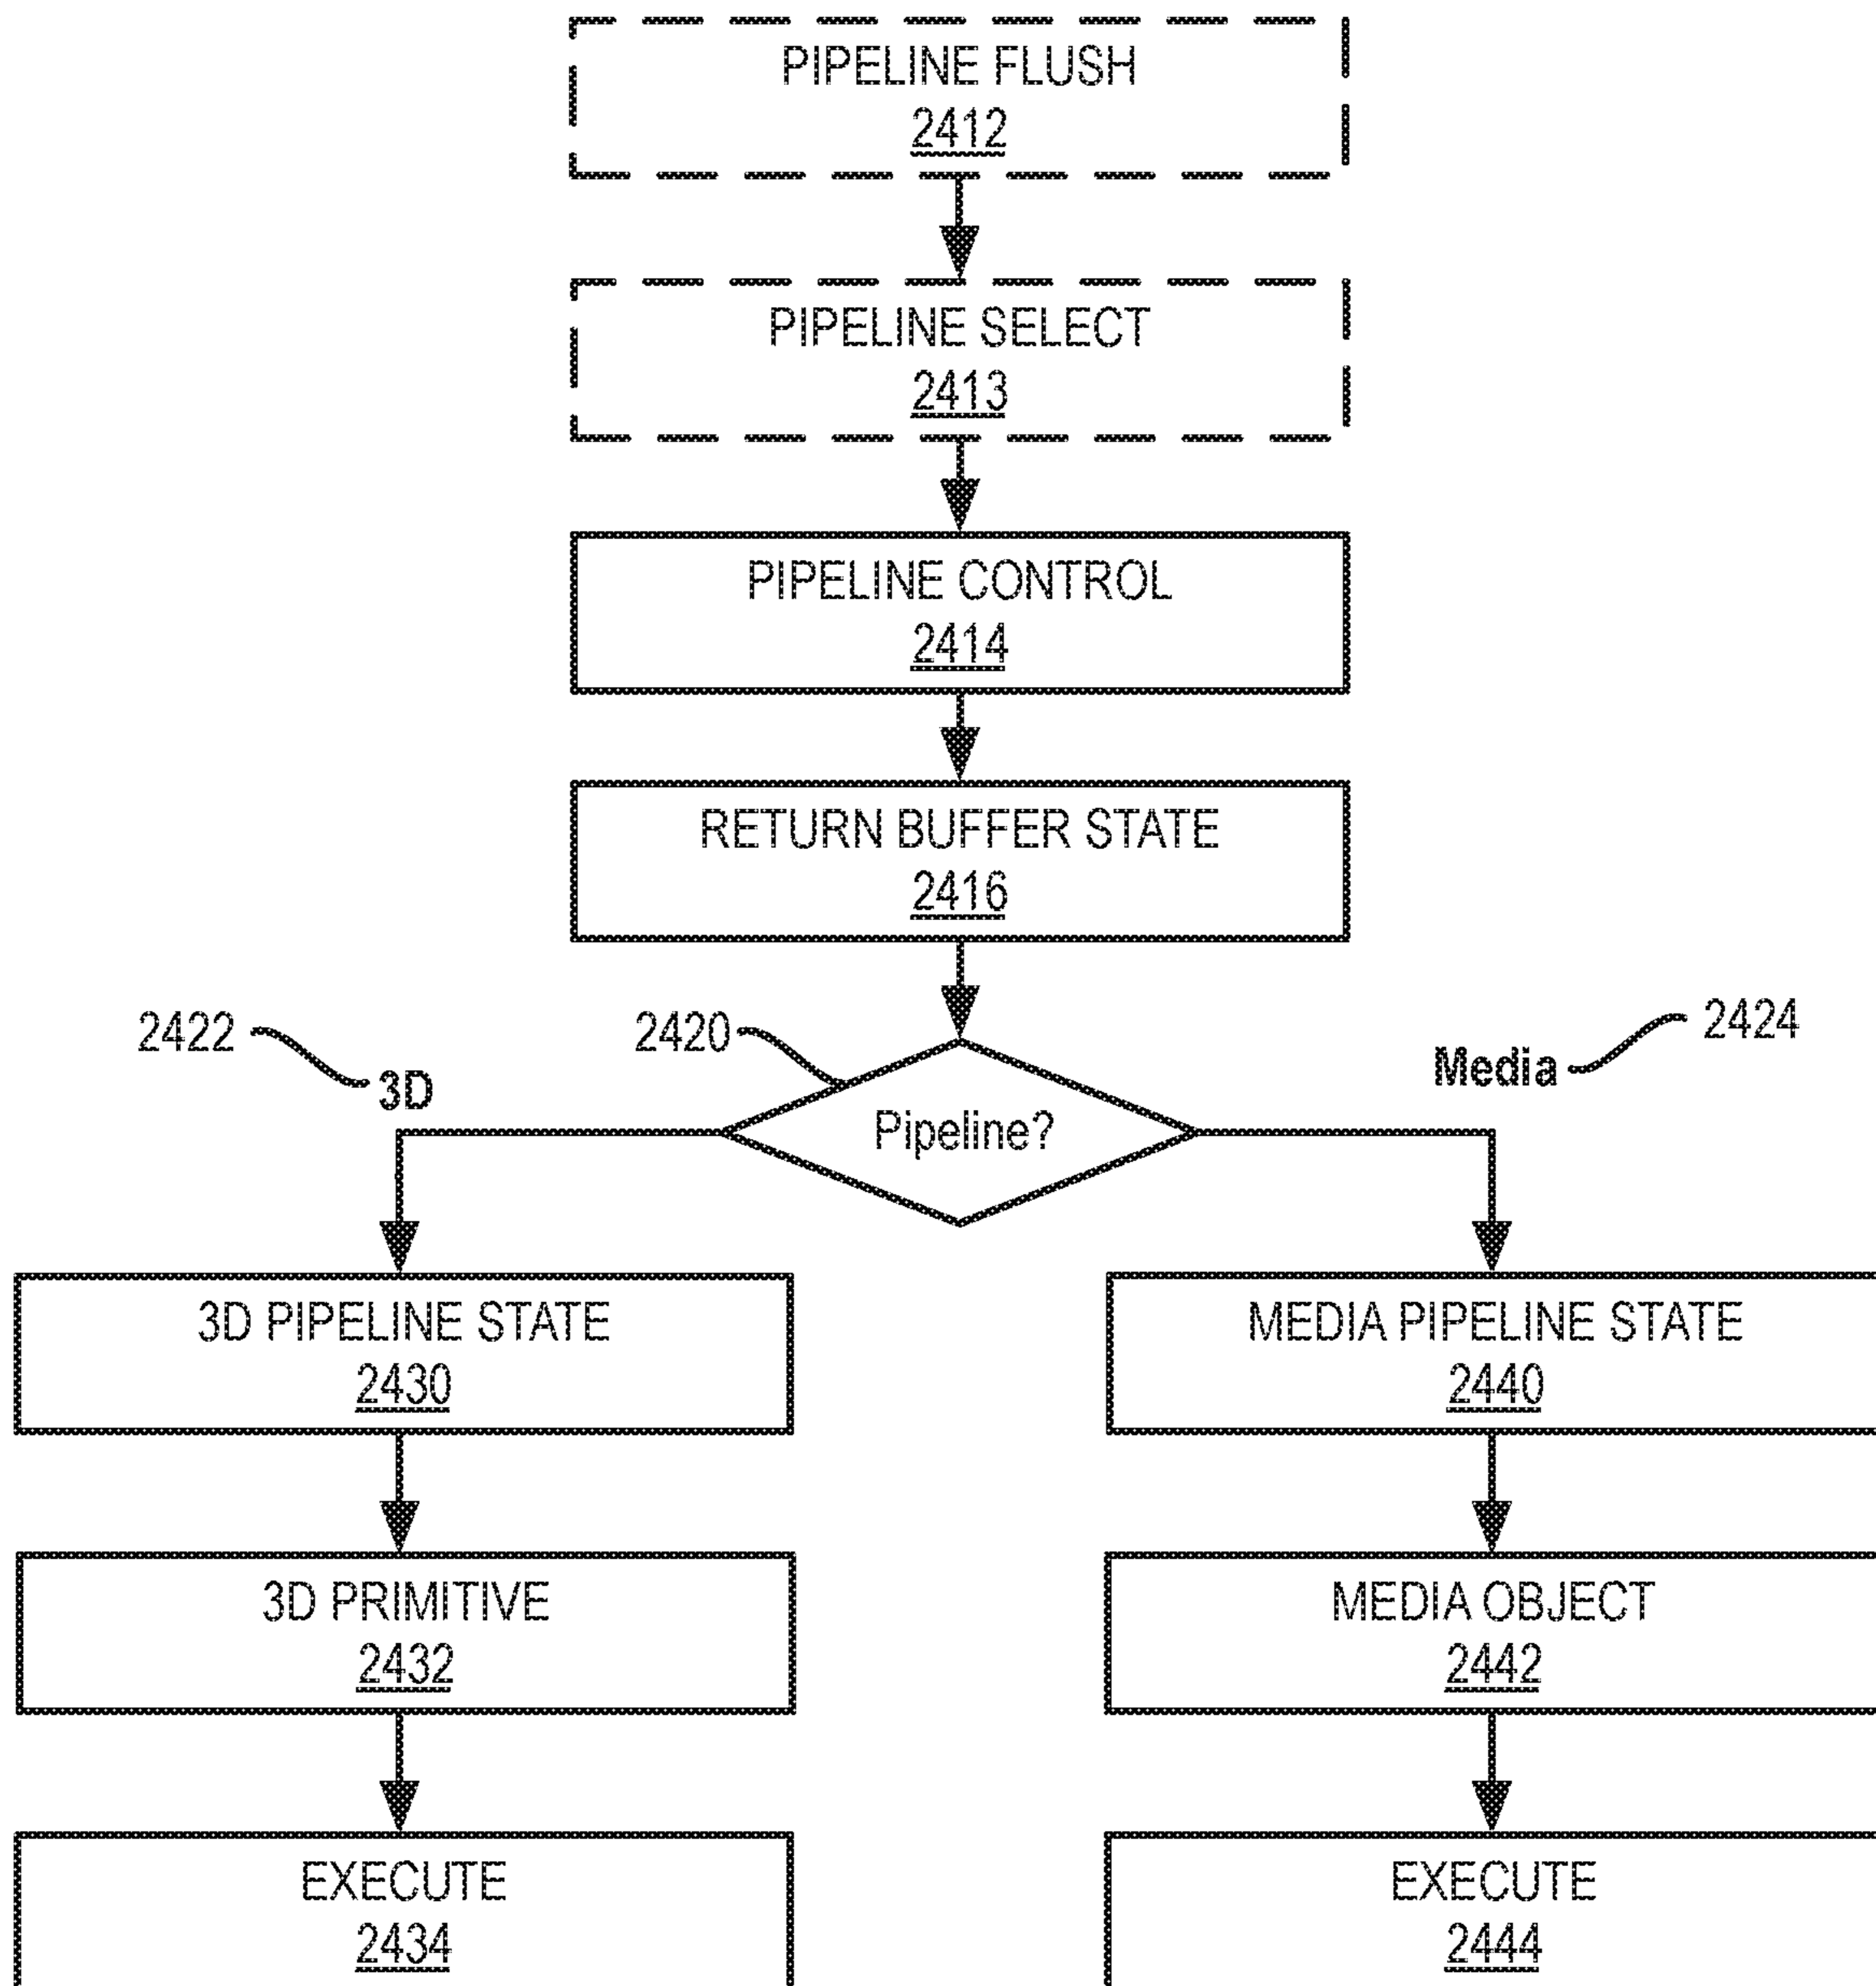 PIPELINE FLUSH
2412
PIPELINE SELECT
2413
PIPELINE CONTROL
2414
RETURN BUFFER STATE
2416
2422
2420
2424
3D
Media
Pipeline?
3D PIPELINE STATE
2430
MEDIA PIPELINE STATE
2440
3D PRIMITIVE
2432
MEDIA OBJECT
2442
EXECUTE
2434
EXECUTE
2444